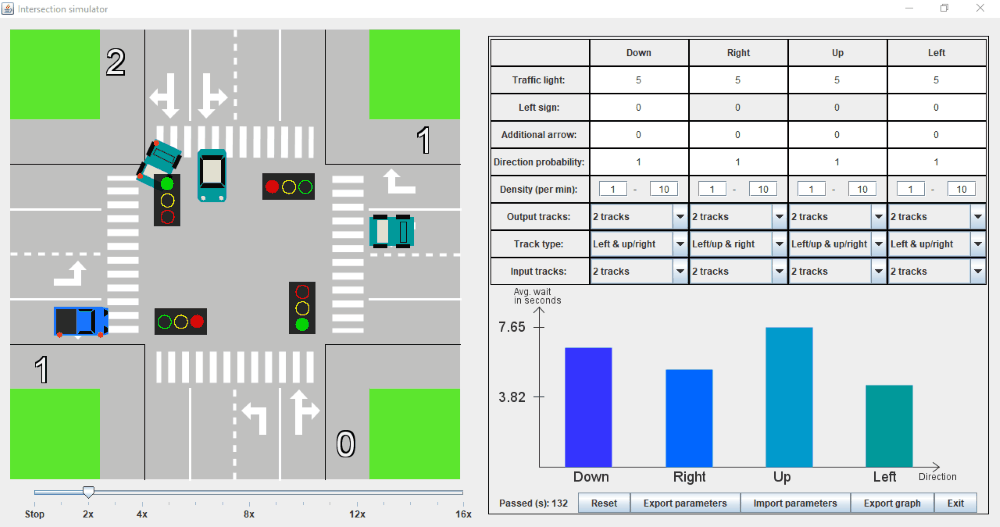 Intersection simulator
2
1
1
0
Stop 2x 4x 8x 12x 16x
Down Right Up Left
Traffic light: 5 5 5 5
Left sign: 0 0 0 0
Additional arrow: 0 0 0 0
Direction probability: 1 1 1 1
Density (per min): 1 - 10 1 - 10 1 - 10 1 - 10
Output tracks: 2 tracks 2 tracks 2 tracks 2 tracks
Track type: Left & up/right Left/up & right Left/up & up/right Left & up/right
Input tracks: 2 tracks 2 tracks 2 tracks 2 tracks
Avg. wait
in seconds
7.65
3.82
Down Right Up Left Direction
Passed (s): 132 Reset Export parameters Import parameters Export graph Exit